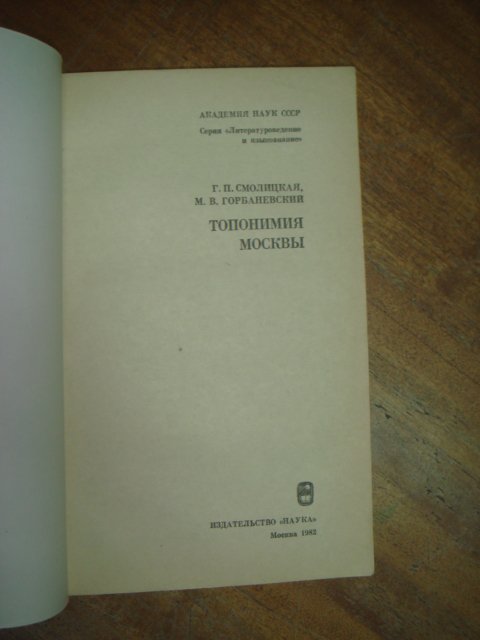 АКАДЕМИЯ НАУК СССР
Серия «Литературоведение
и языкознание»
Г. П. СМОЛИЦКАЯ,
М. В. ГОРБАНЕВСКИЙ
ТОПОНИМИЯ
МОСКВЫ
ИЗДАТЕЛЬСТВО «НАУКА»
Москва 1982